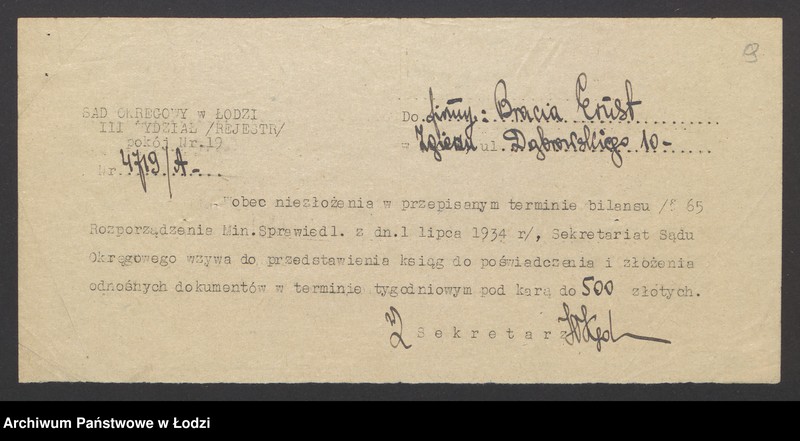 9
SAD OKRĘGOWY w ŁODZI
III WYDZIAŁ /REJESTR/
pokój Nr.19
Nr. 4719/A-....
Do firmy: Bracia Ernst
w Zgierzu ul. Dąbrowskiego 10-
Wobec niezłożenia w przepisanym terminie bilansu /§ 65
Rozporządzenia Min.Sprawiedl. z dn.1 lipca 1934 r/, Sekretariat Sądu
Okręgowego wzywa do przedstawienia ksiąg do poświadczenia i złożenia
odnośnych dokumentów w terminie tygodniowym pod karą do 500 złotych.
Sekretarz
Archiwum Państwowe w Łodzi